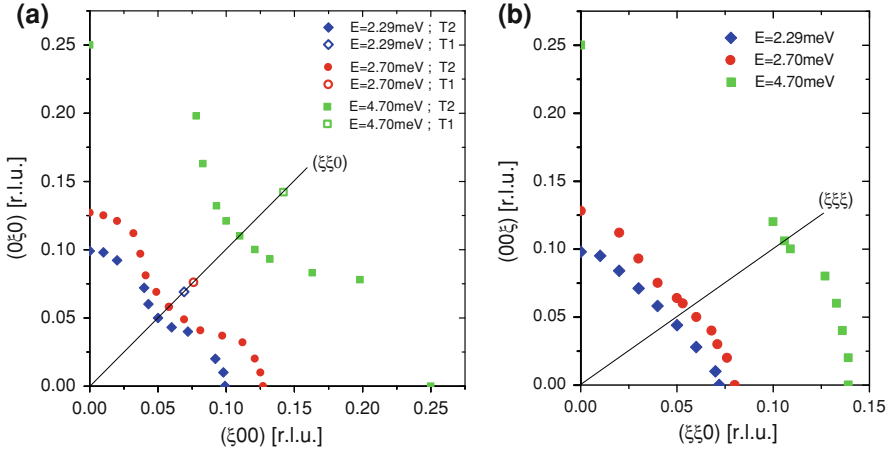 (a)
E=2.29meV ; T2
E=2.29meV ; T1
E=2.70meV ; T2
E=2.70meV ; T1
E=4.70meV ; T2
E=4.70meV ; T1
(ξξ0)
(0ξ0) [r.l.u.]
0.25
0.20
0.15
0.10
0.05
0.00
0.00 0.05 0.10 0.15 0.20 0.25
(ξ00) [r.l.u.]
(b)
E=2.29meV
E=2.70meV
E=4.70meV
(ξξξ)
(00ξ) [r.l.u.]
0.25
0.20
0.15
0.10
0.05
0.00
0.00 0.05 0.10 0.15
(ξξ0) [r.l.u.]